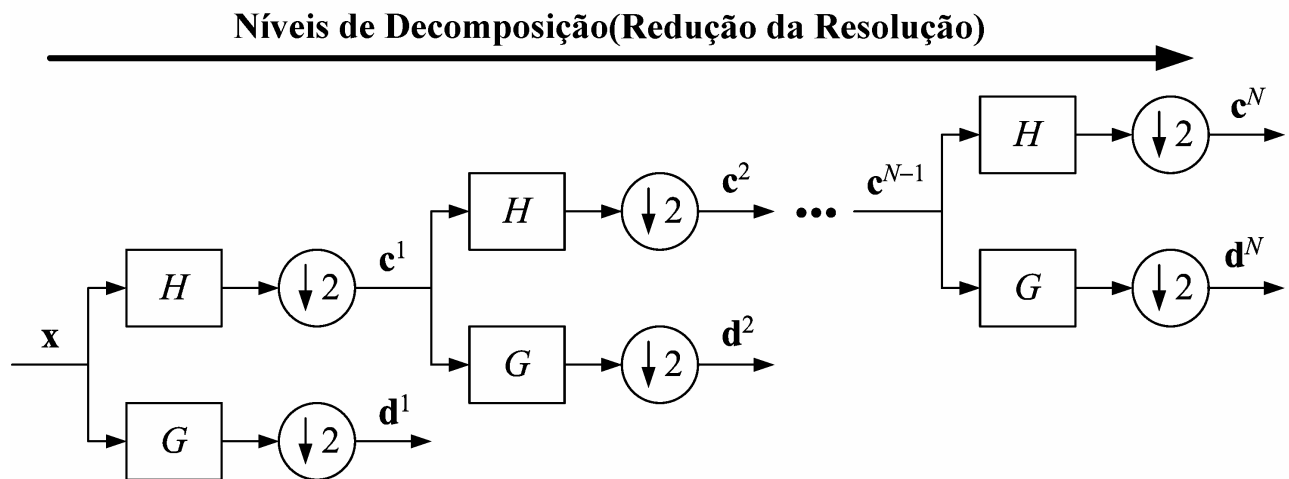 Níveis de Decomposição(Redução da Resolução)
H ↓2 c^N
H ↓2 c^2 ••• c^{N–1}
H ↓2 c^1 G ↓2 d^N
x G ↓2 d^2
G ↓2 d^1